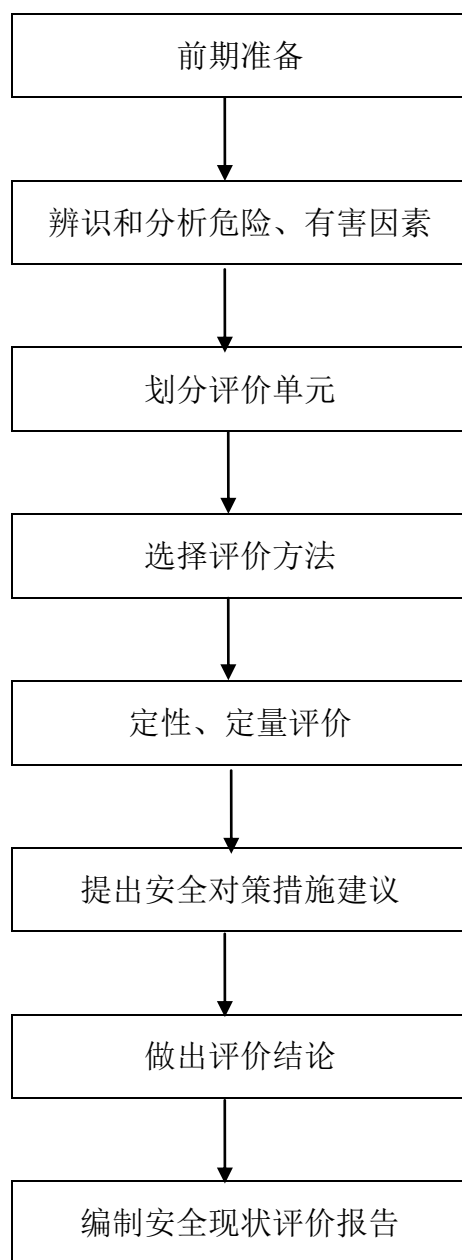 前期准备
辨识和分析危险、有害因素
划分评价单元
选择评价方法
定性、定量评价
提出安全对策措施建议
做出评价结论
编制安全现状评价报告